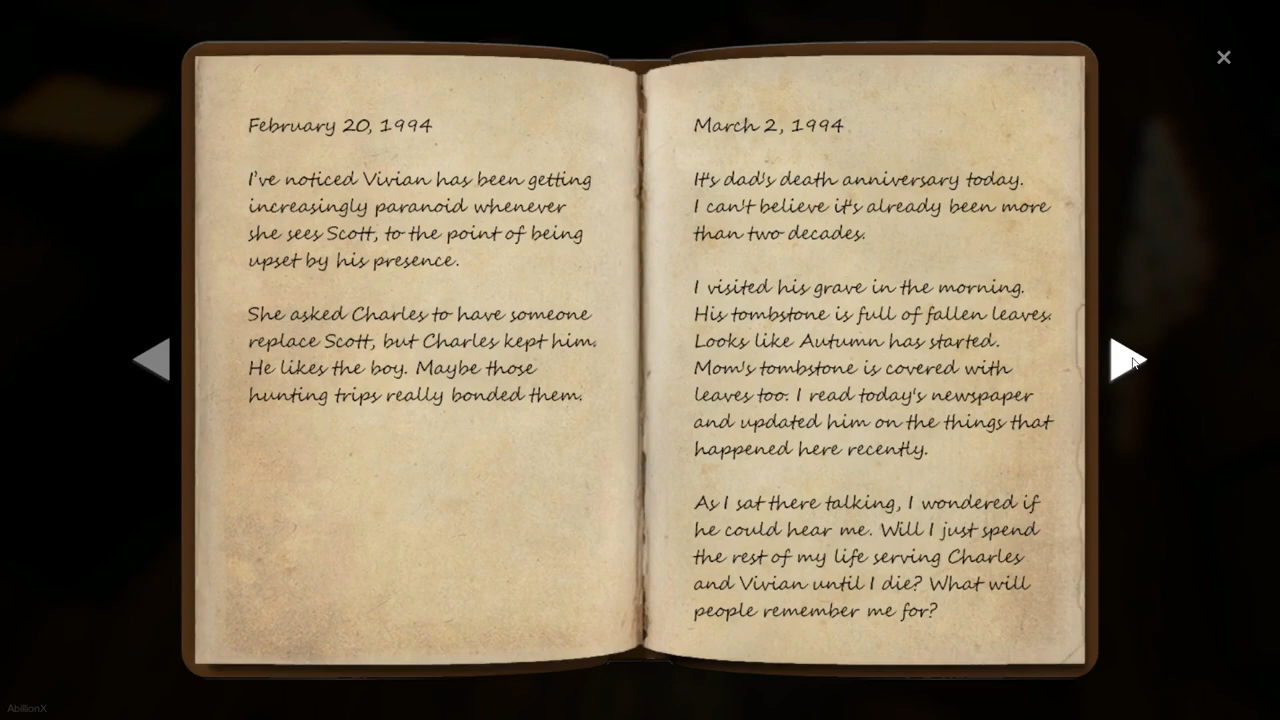 February 20, 1994
I've noticed Vivian has been getting
increasingly paranoid whenever
she sees Scott, to the point of being
upset by his presence.
She asked Charles to have someone
replace Scott, but Charles kept him.
He likes the boy. Maybe those
hunting trips really bonded them.
March 2, 1994
It's dad's death anniversary today.
I can't believe it's already been more
than two decades.
I visited his grave in the morning.
His tombstone is full of fallen leaves.
Looks like Autumn has started.
Mom's tombstone is covered with
leaves too. I read today's newspaper
and updated him on the things that
happened here recently.
As I sat there talking, I wondered if
he could hear me. Will I just spend
the rest of my life serving Charles
and Vivian until I die? What will
people remember me for?
AbillionX